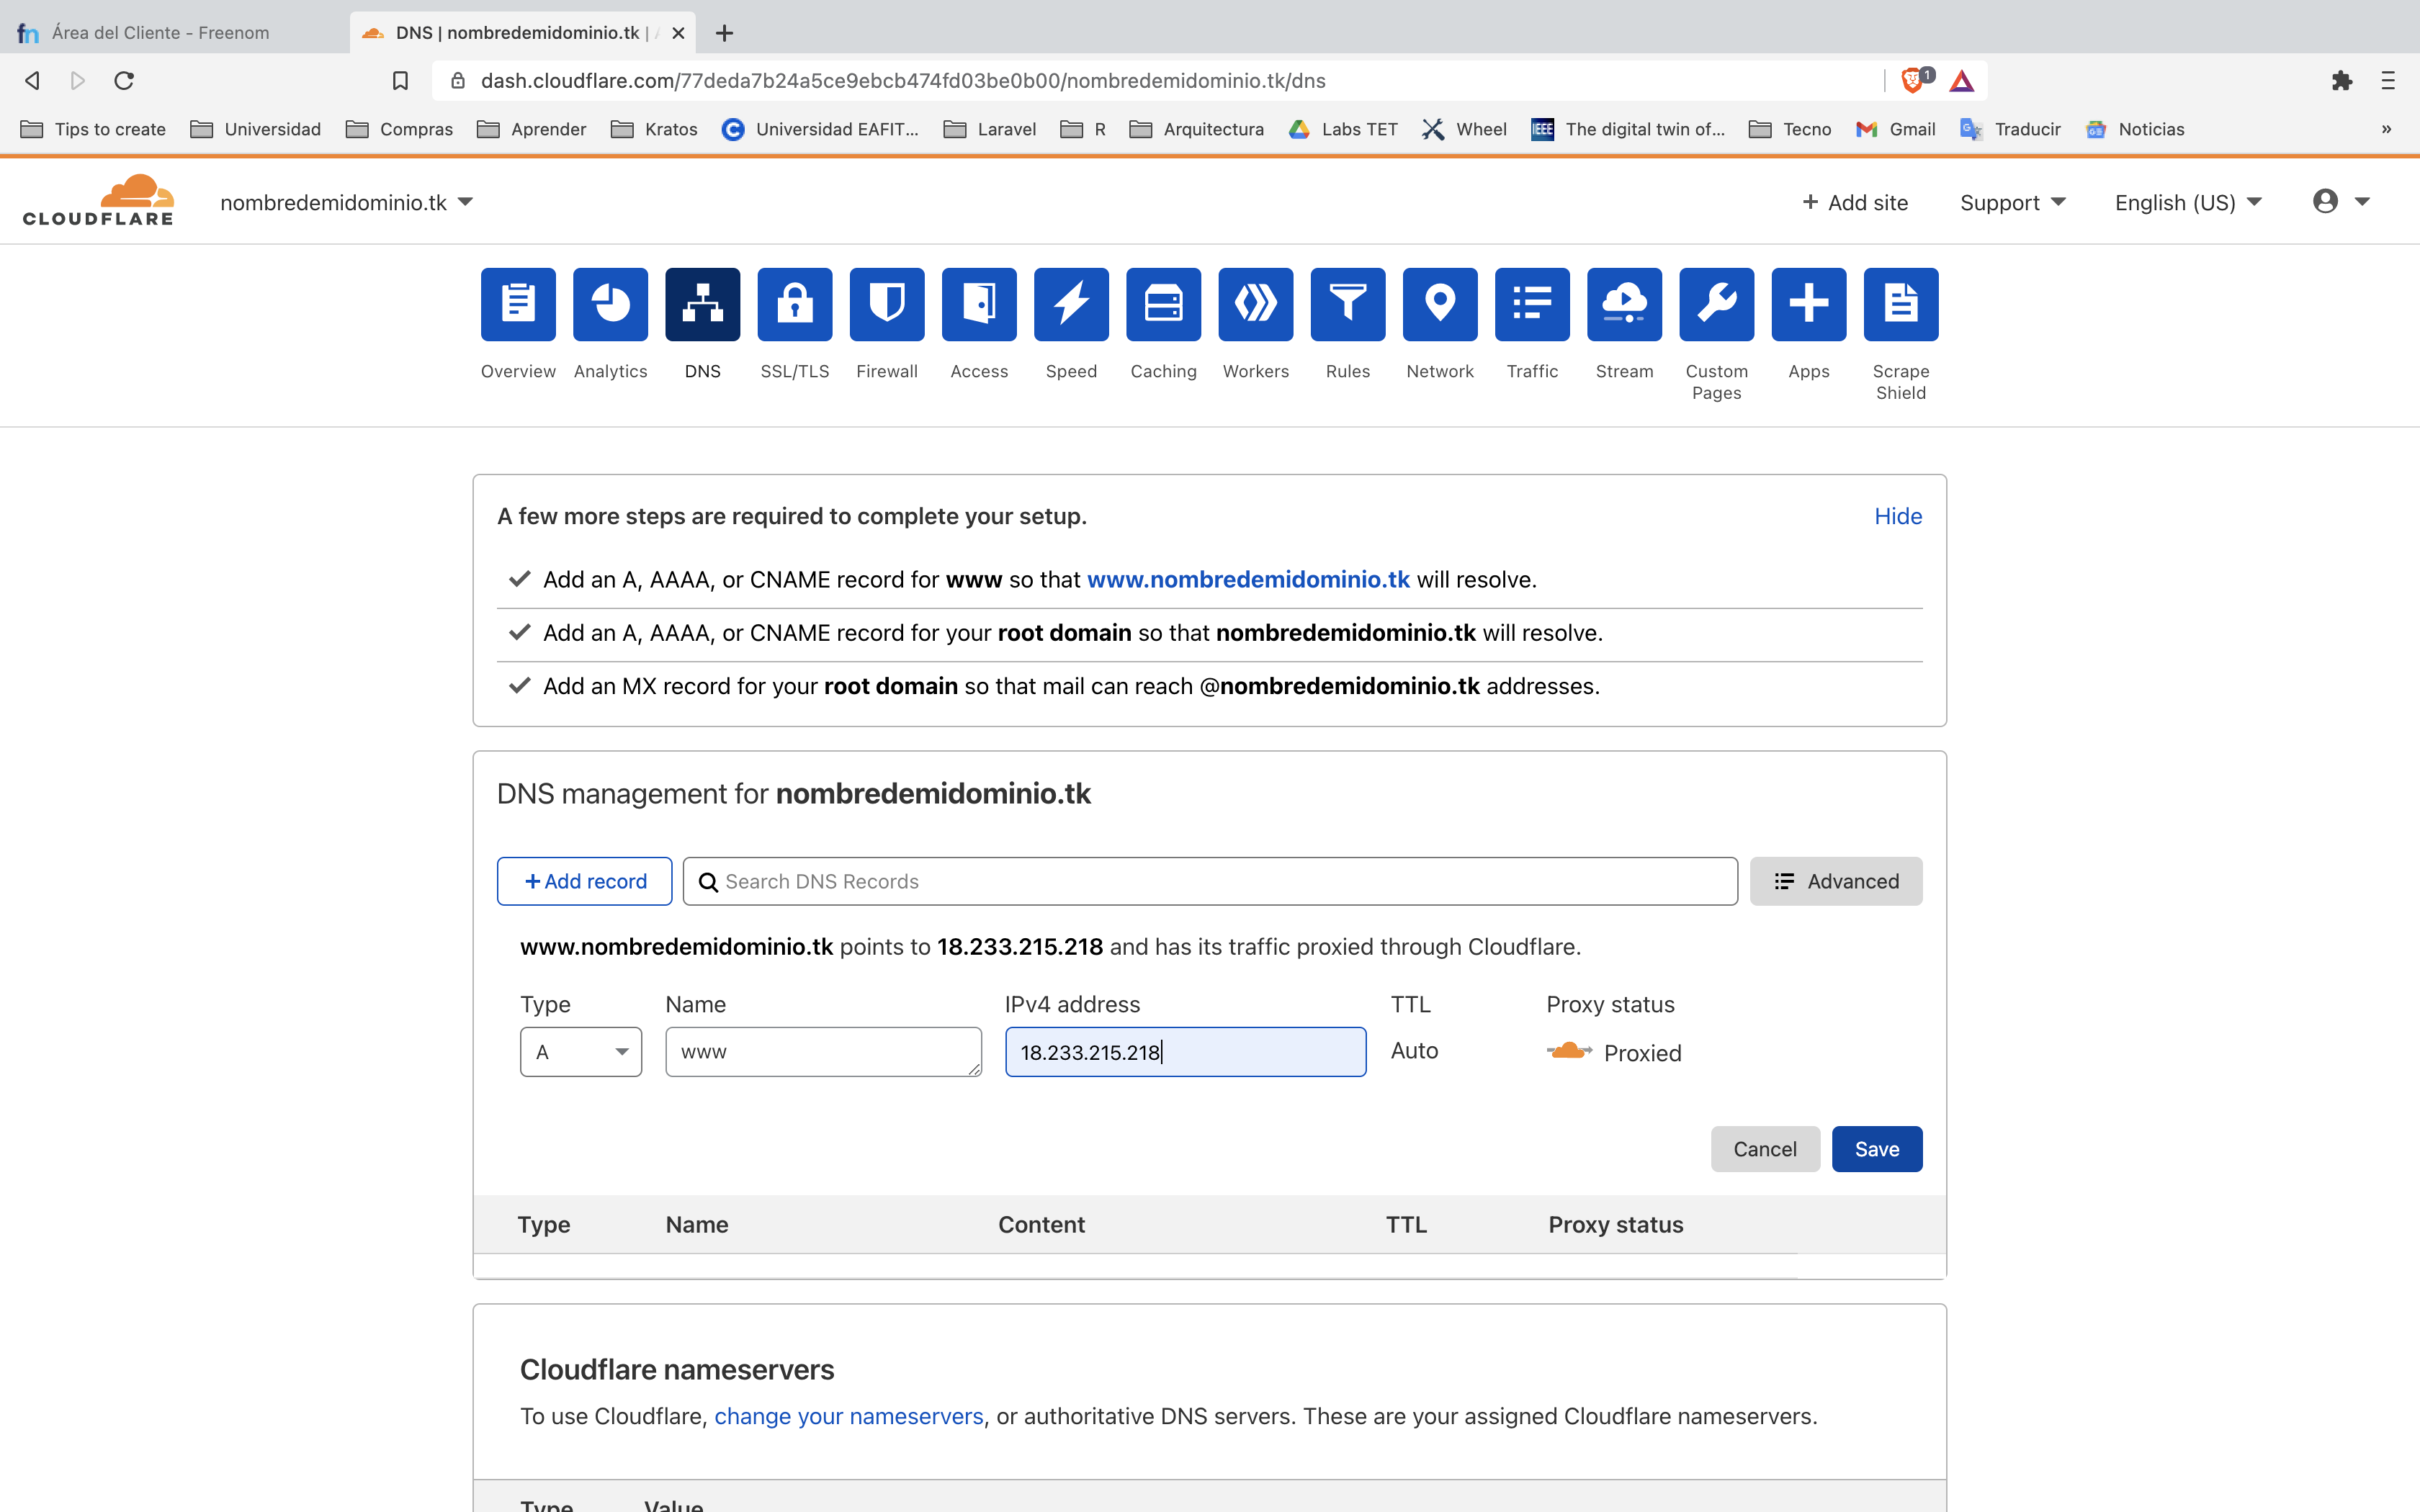 fn Área del Cliente - Freenom
DNS | nombredemidominio.tk |
dash.cloudflare.com/77deda7b24a5ce9ebcb474fd03be0b00/nombredemidominio.tk/dns
1
Tips to create Universidad Compras Aprender Kratos Universidad EAFIT... Laravel R Arquitectura Labs TET Wheel IEEE The digital twin of... Tecno Gmail Traducir Noticias »
CLOUDFLARE
nombredemidominio.tk
+ Add site Support English (US)
Overview Analytics DNS SSL/TLS Firewall Access Speed Caching Workers Rules Network Traffic Stream Custom Pages Apps Scrape Shield
A few more steps are required to complete your setup. Hide
Add an A, AAAA, or CNAME record for www so that www.nombredemidominio.tk will resolve.
Add an A, AAAA, or CNAME record for your root domain so that nombredemidominio.tk will resolve.
Add an MX record for your root domain so that mail can reach @nombredemidominio.tk addresses.
DNS management for nombredemidominio.tk
+ Add record Search DNS Records Advanced
www.nombredemidominio.tk points to 18.233.215.218 and has its traffic proxied through Cloudflare.
Type Name IPv4 address TTL Proxy status
A www 18.233.215.218 Auto Proxied
Cancel Save
Type Name Content TTL Proxy status
Cloudflare nameservers
To use Cloudflare, change your nameservers, or authoritative DNS servers. These are your assigned Cloudflare nameservers.
Type Value